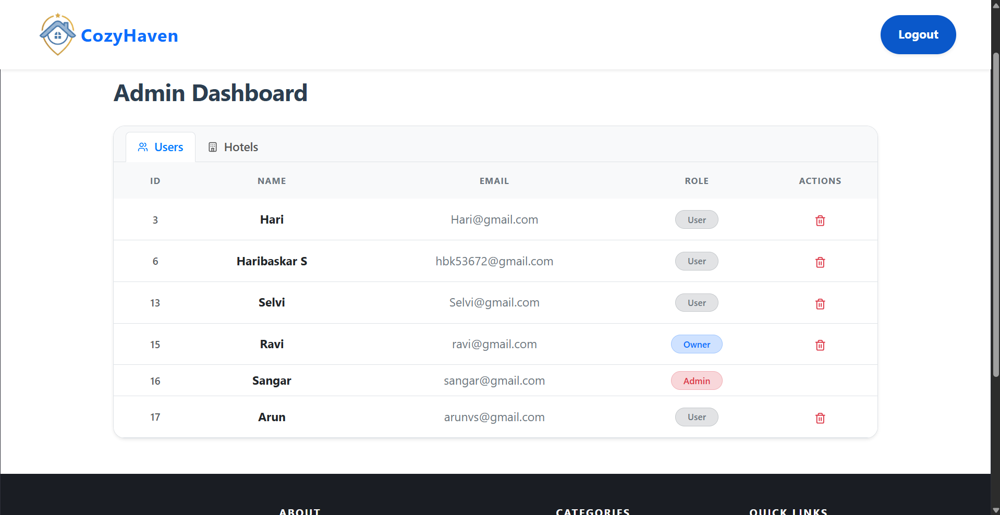 CozyHaven
Logout
Admin Dashboard
Users
Hotels
ID NAME EMAIL ROLE ACTIONS
3 Hari Hari@gmail.com User
6 Haribaskar S hbk53672@gmail.com User
13 Selvi Selvi@gmail.com User
15 Ravi ravi@gmail.com Owner
16 Sangar sangar@gmail.com Admin
17 Arun arunvs@gmail.com User
ABOUT CATEGORIES QUICK LINKS